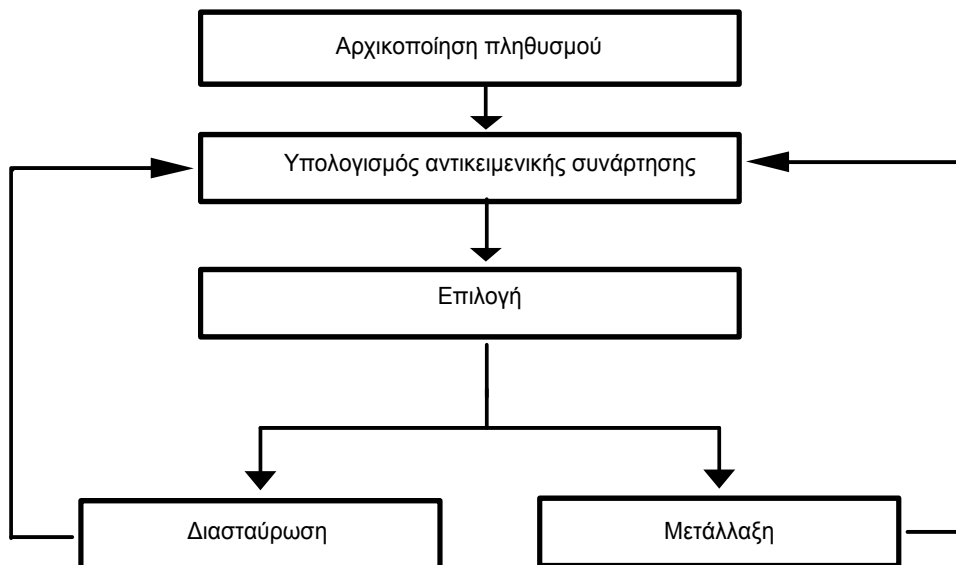 Αρχικοποίηση πληθυσμού
Υπολογισμός αντικειμενικής συνάρτησης
Επιλογή
Διασταύρωση
Μετάλλαξη